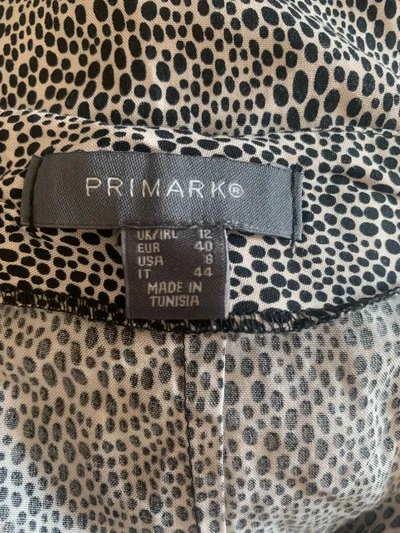 PRIMARK®
UK/IRL 12
EUR 40
USA 8
IT 44
MADE IN
TUNISIA